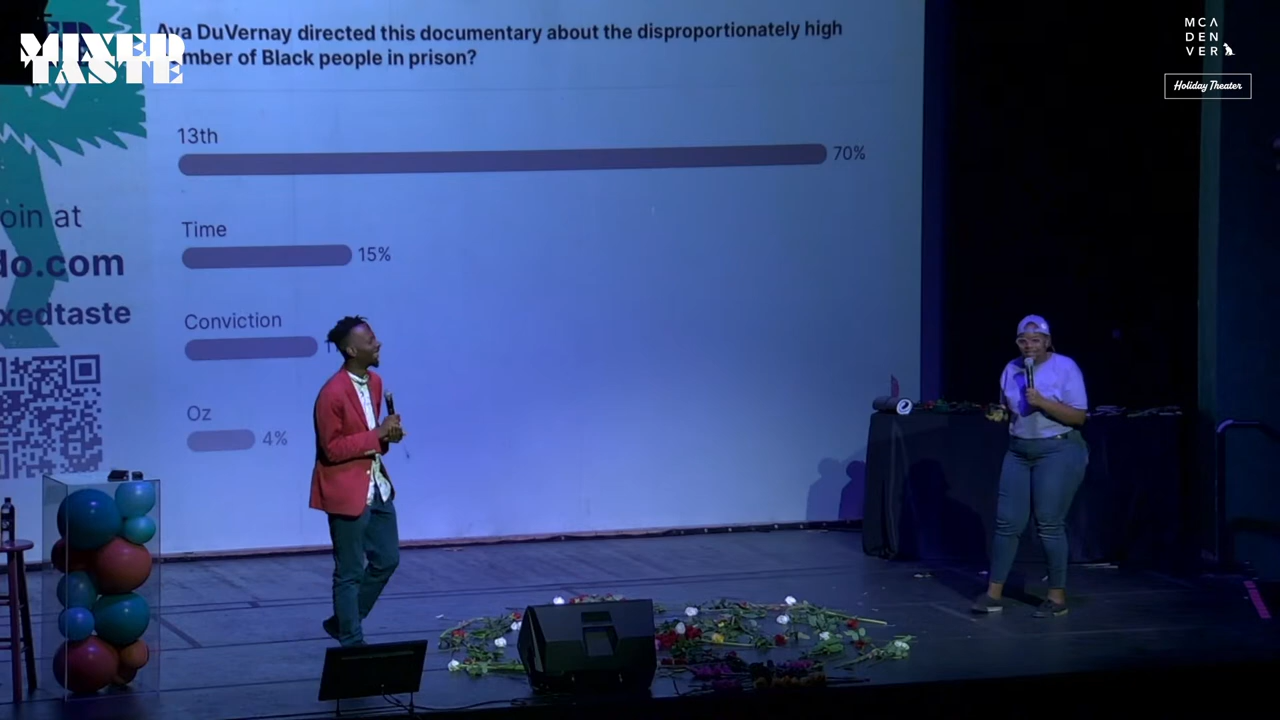 MIXED
TASTE
Ava DuVernay directed this documentary about the disproportionately high
number of Black people in prison?
13th
70%
Time
15%
Conviction
Oz
4%
oin at
do.com
xedtaste
MCA
DEN
VER
Holiday Theater